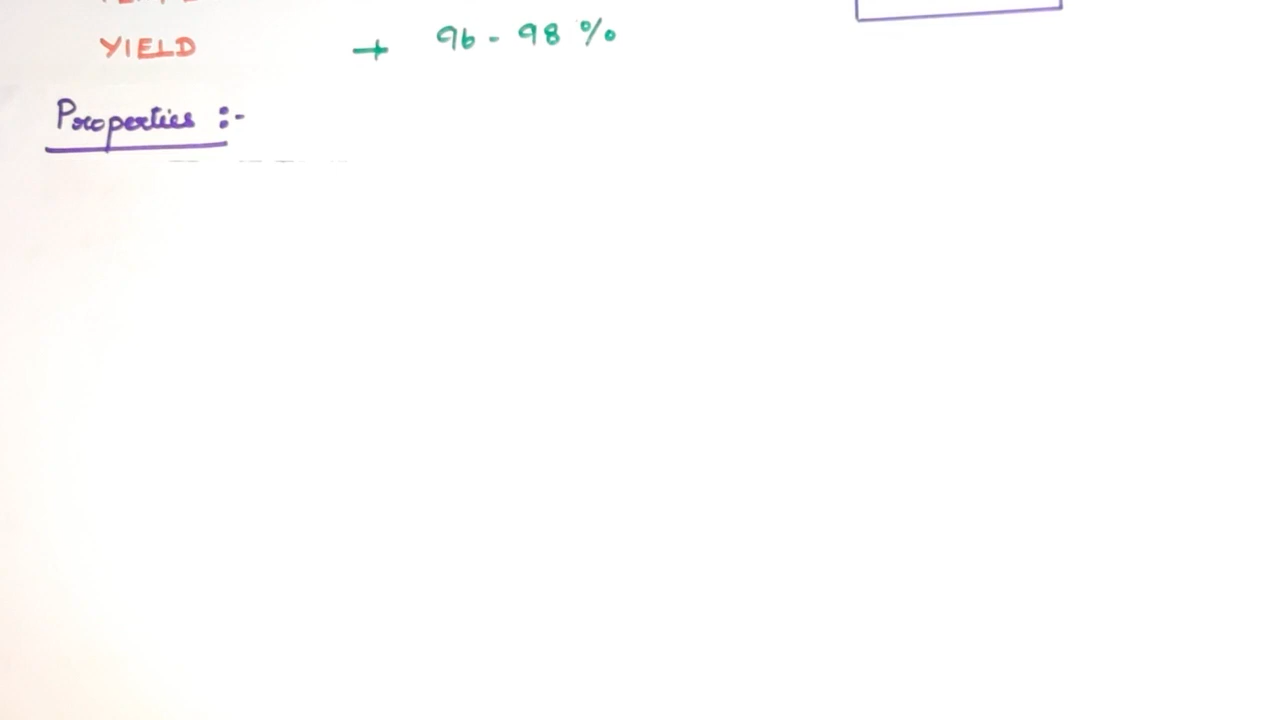 YIELD → 96 - 98 %
Properties :-